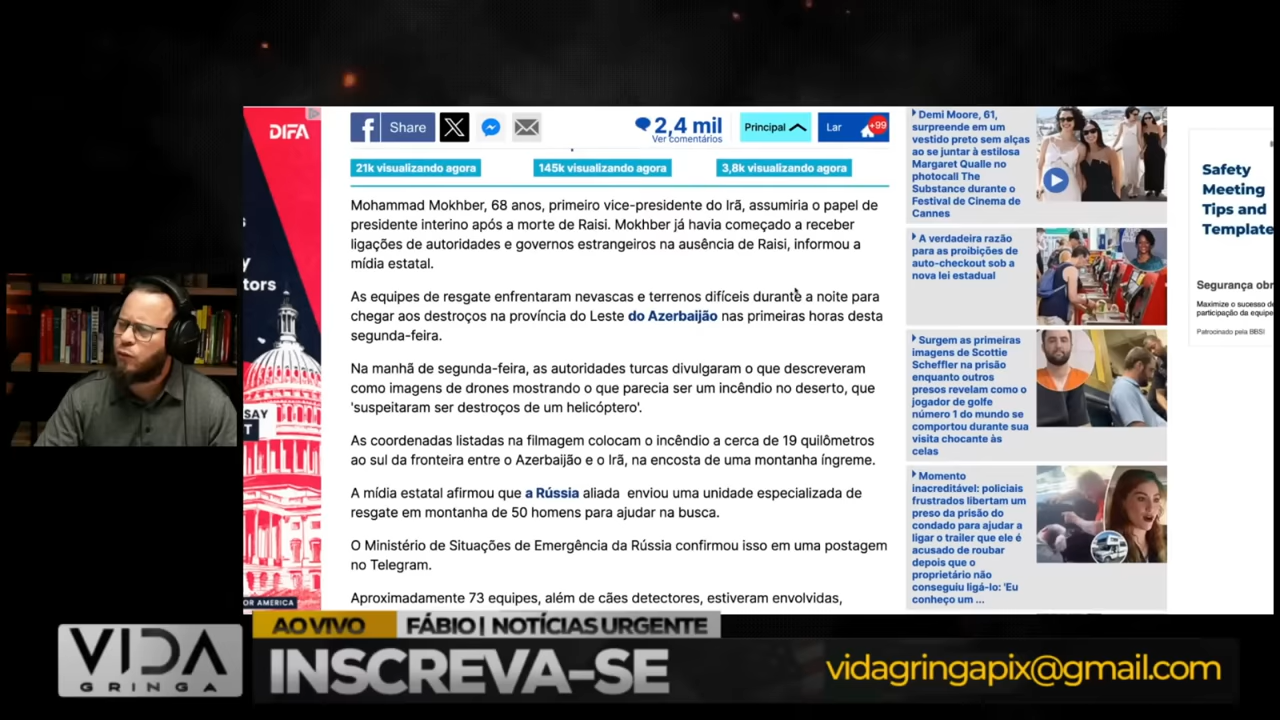 DIFA
Share
2,4 mil
Ver comentários
Principal
Lar
+99
21k visualizando agora
145k visualizando agora
3,8k visualizando agora
Mohammad Mokhber, 68 anos, primeiro vice-presidente do Irã, assumiria o papel de
presidente interino após a morte de Raisi. Mokhber já havia começado a receber
ligações de autoridades e governos estrangeiros na ausência de Raisi, informou a
mídia estatal.
As equipes de resgate enfrentaram nevascas e terrenos difíceis durante a noite para
chegar aos destroços na província do Leste do Azerbaijão nas primeiras horas desta
segunda-feira.
Na manhã de segunda-feira, as autoridades turcas divulgaram o que descreveram
como imagens de drones mostrando o que parecia ser um incêndio no deserto, que
'suspeitaram ser destroços de um helicóptero'.
As coordenadas listadas na filmagem colocam o incêndio a cerca de 19 quilômetros
ao sul da fronteira entre o Azerbaijão e o Irã, na encosta de uma montanha íngreme.
A mídia estatal afirmou que a Rússia aliada enviou uma unidade especializada de
resgate em montanha de 50 homens para ajudar na busca.
O Ministério de Situações de Emergência da Rússia confirmou isso em uma postagem
no Telegram.
Aproximadamente 73 equipes, além de cães detectores, estiveram envolvidas,
Demi Moore, 61,
surpreende em um
vestido preto sem alças
ao se juntar à estilosa
Margaret Qualle no
photocall The
Substance durante o
Festival de Cinema de
Cannes
A verdadeira razão
para as proibições de
auto-checkout sob a
nova lei estadual
Surgem as primeiras
imagens de Scottie
Scheffler na prisão
enquanto outros
presos revelam como o
jogador de golfe
número 1 do mundo se
comportou durante sua
visita chocante às
celas
Momento
inacreditável: policiais
frustrados libertam um
preso da prisão do
condado para ajudar a
ligar o trailer que ele é
acusado de roubar
depois que o
proprietário não
conseguiu ligá-lo: 'Eu
conheço um ...
Safety
Meeting
Tips and
Template
Segurança obr
Maximize o sucesso d
participação da equipe
Patrocinado pela BBSI
tors
SAY
T
OR AMERICA
AO VIVO
FÁBIO | NOTÍCIAS URGENTE
VIDA
GRINGA
INSCREVA-SE
vidagringapix@gmail.com